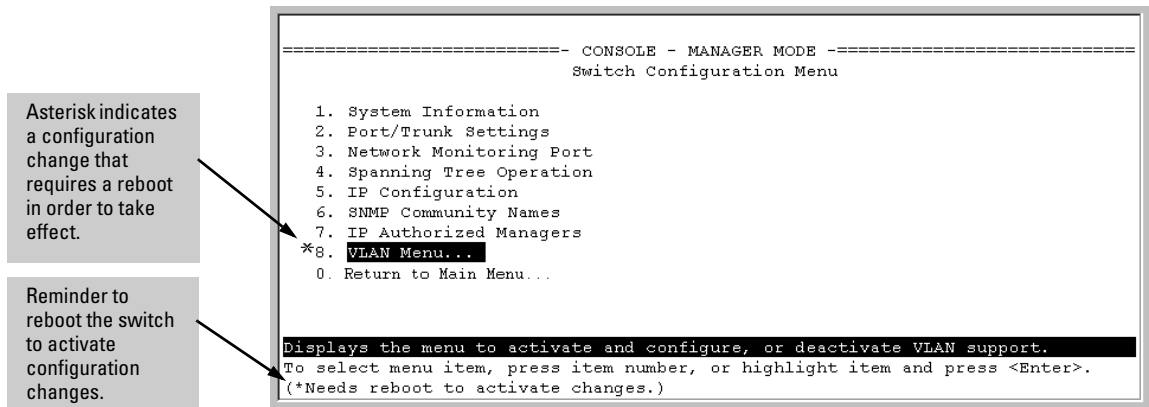 ==========================- CONSOLE - MANAGER MODE -============================
Switch Configuration Menu
1. System Information
2. Port/Trunk Settings
3. Network Monitoring Port
4. Spanning Tree Operation
5. IP Configuration
6. SNMP Community Names
7. IP Authorized Managers
*8. VLAN Menu...
0. Return to Main Menu...
Displays the menu to activate and configure, or deactivate VLAN support.
To select menu item, press item number, or highlight item and press <Enter>.
(*Needs reboot to activate changes.)
Asterisk indicates
a configuration
change that
requires a reboot
in order to take
effect.
Reminder to
reboot the switch
to activate
configuration
changes.